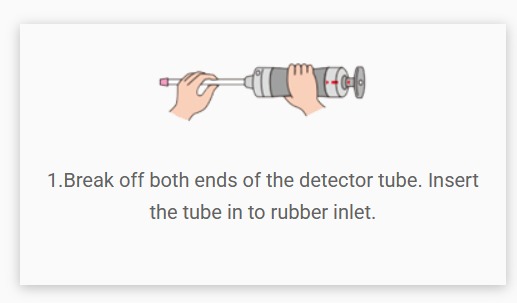 1.Break off both ends of the detector tube. Insert
the tube in to rubber inlet.